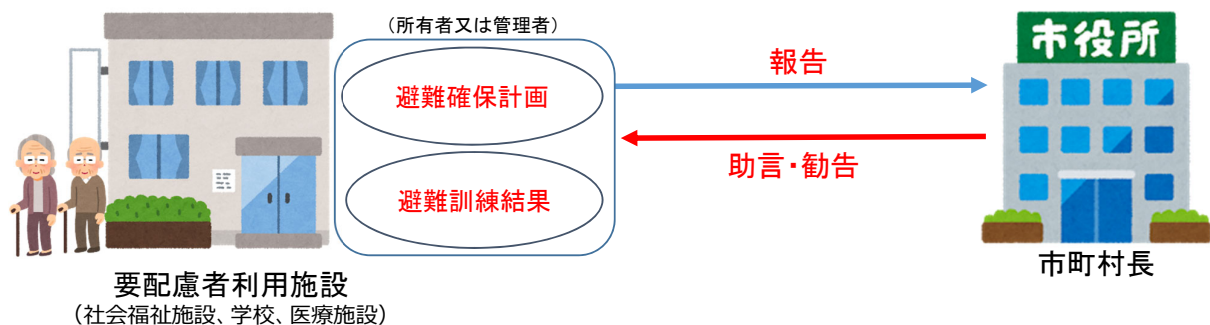 （所有者又は管理者）
避難確保計画
避難訓練結果
報告
助言・勧告
市役所
要配慮者利用施設
（社会福祉施設、学校、医療施設）
市町村長